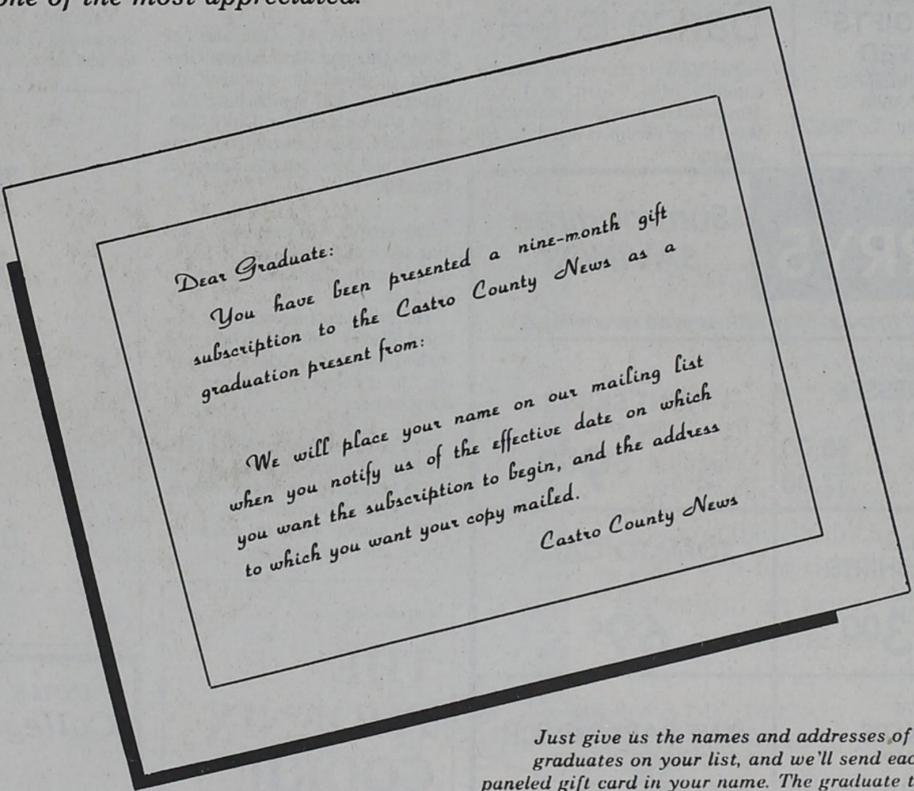 one of the most appreciated.
Dear Graduate:
You have been presented a nine-month gift
subscription to the Castro County News as a
graduation present from:
We will place your name on our mailing list
when you notify us of the effective date on which
you want the subscription to begin, and the address
to which you want your copy mailed.
Castro County News
Just give us the names and addresses of
graduates on your list, and we'll send
paneled gift card in your name. The graduate